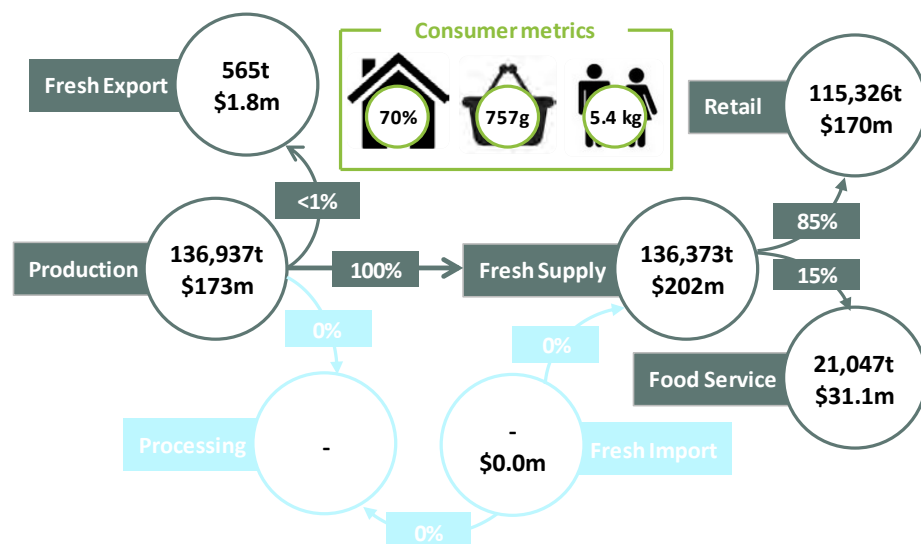 Consumer metrics
Fresh Export
565t
$1.8m
70%
757g
5.4 kg
Retail
115,326t
$170m
<1%
85%
Production
136,937t
$173m
100%
Fresh Supply
136,373t
$202m
15%
0%
0%
Food Service
21,047t
$31.1m
Processing
-
-
$0.0m
Fresh Import
0%